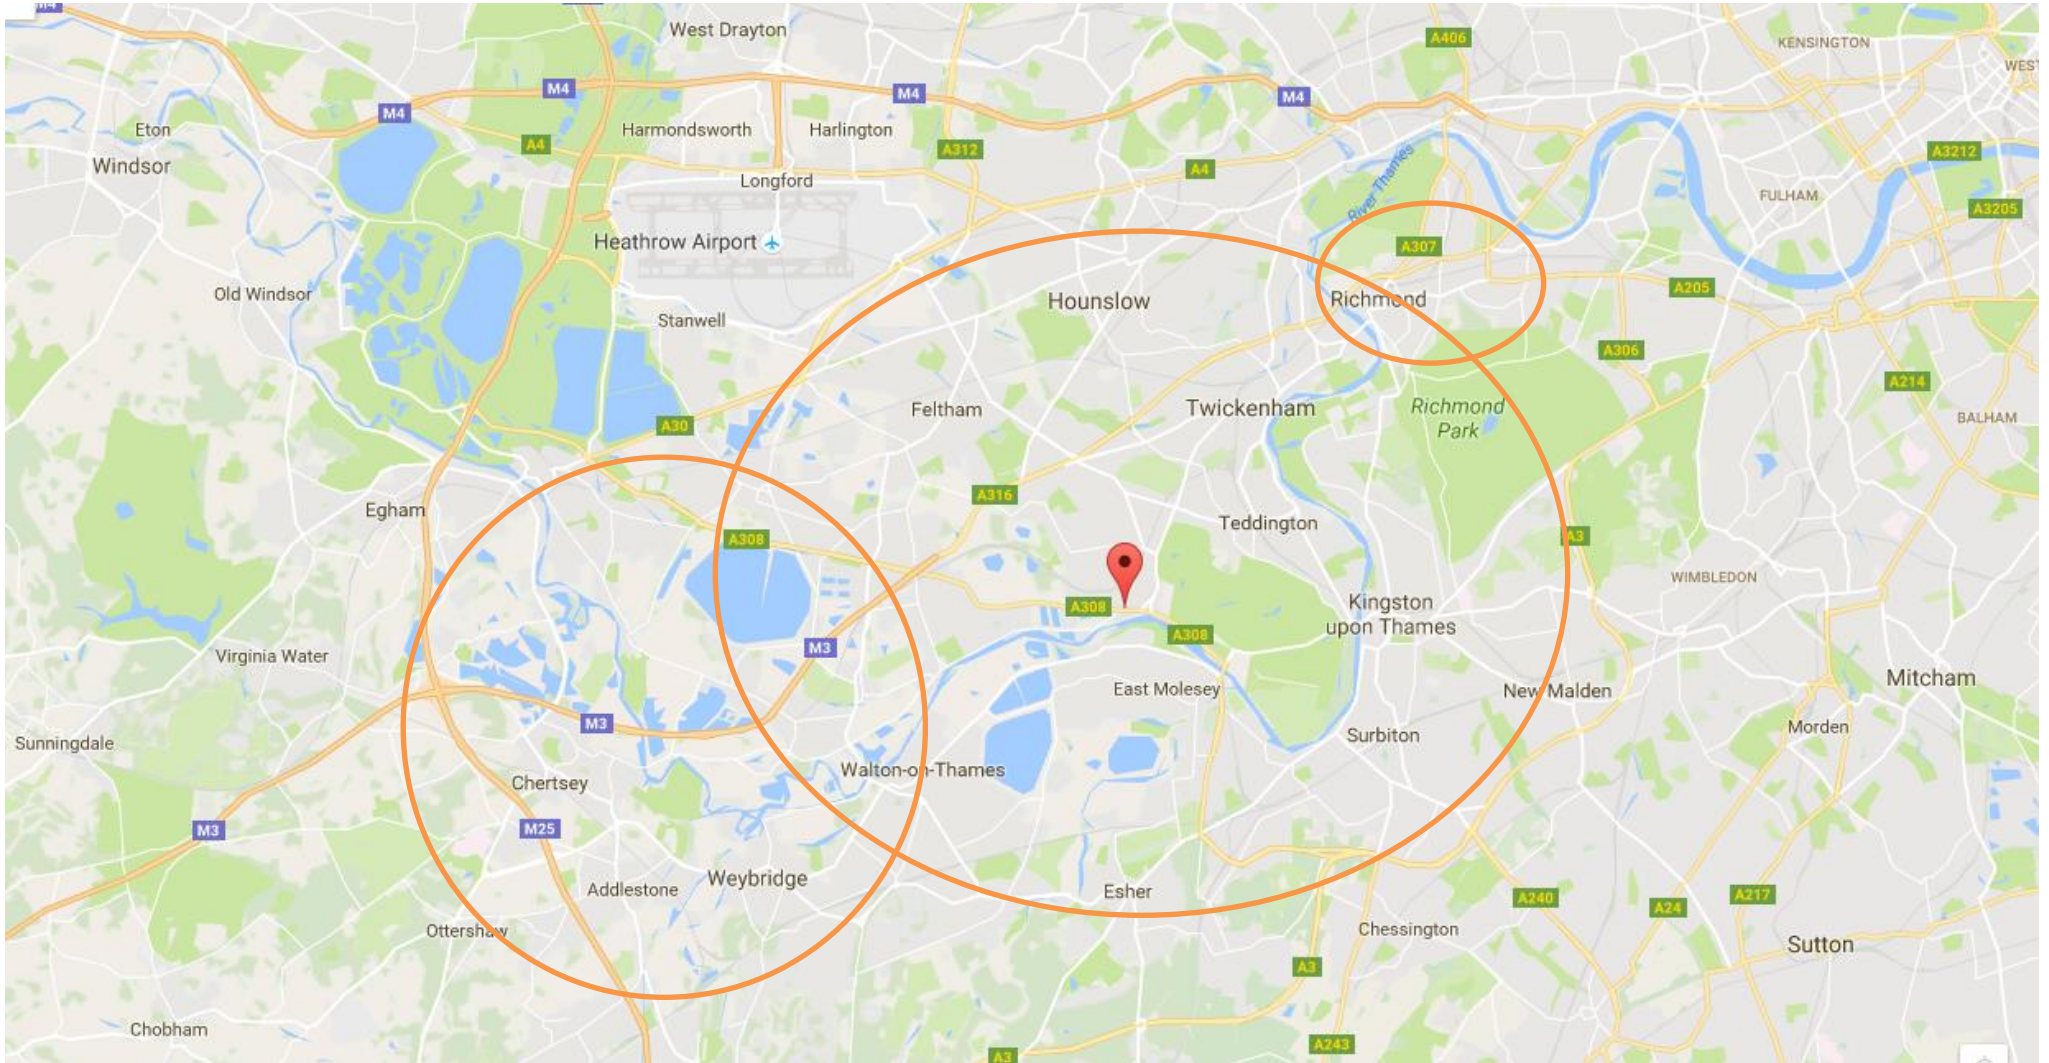 M4
West Drayton
A406
KENSINGTON
WEST
M4
M4
M4
M4
Eton
Windsor
A4
Harmondsworth
Harlington
A312
A4
River Thames
A3212
Longford
FULHAM
A3205
Heathrow Airport
A307
Old Windsor
Stanwell
Hounslow
Richmond
A205
A306
A214
Feltham
Twickenham
Richmond
Park
BALHAM
A30
Egham
A316
Teddington
A308
A3
WIMBLEDON
A308
Kingston
upon Thames
A308
Virginia Water
M3
East Molesey
New Malden
Mitcham
Sunningdale
M3
Surbiton
Morden
Chertsey
Walton-on-Thames
M3
M25
Addlestone
Weybridge
Esher
A240
A24
A217
Ottershaw
Chessington
Sutton
A3
Chobham
A3
A243